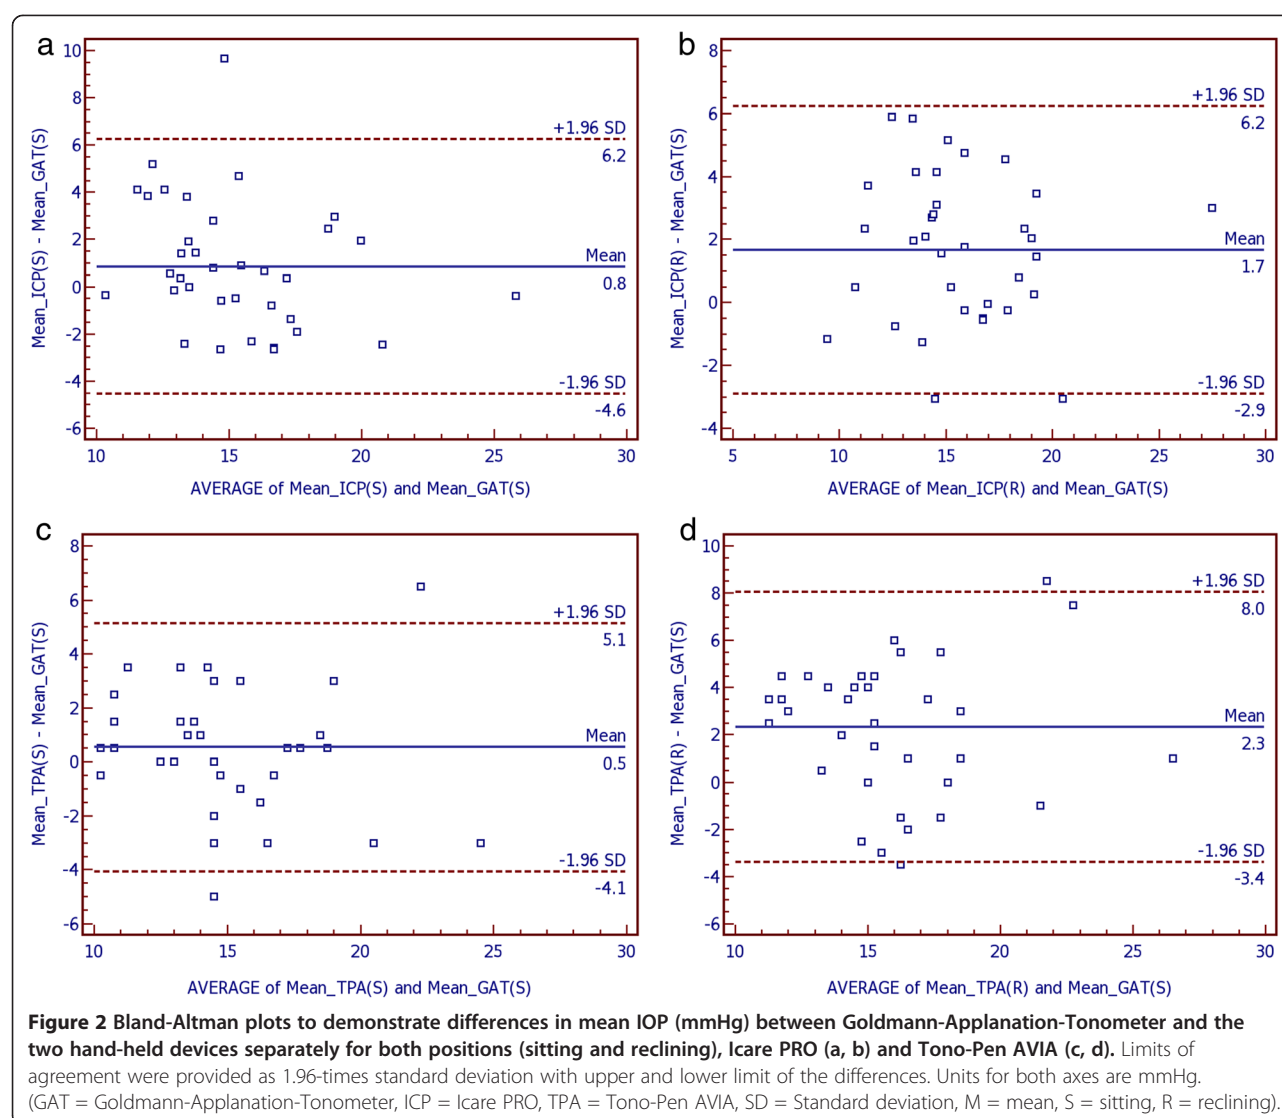 a
10
8
6
4
2
0
-2
-4
-6
Mean_ICP(S) - Mean_GAT(S)
+1.96 SD
6.2
Mean
0.8
-1.96 SD
-4.6
10 15 20 25 30
AVERAGE of Mean_ICP(S) and Mean_GAT(S)
b
8
6
4
2
0
-2
-4
Mean_ICP(R) - Mean_GAT(S)
+1.96 SD
6.2
Mean
1.7
-1.96 SD
-2.9
5 10 15 20 25 30
AVERAGE of Mean_ICP(R) and Mean_GAT(S)
c
8
6
4
2
0
-2
-4
-6
Mean_TPA(S) - Mean_GAT(S)
+1.96 SD
5.1
Mean
0.5
-1.96 SD
-4.1
10 15 20 25 30
AVERAGE of Mean_TPA(S) and Mean_GAT(S)
d
10
8
6
4
2
0
-2
-4
-6
Mean_TPA(R) - Mean_GAT(S)
+1.96 SD
8.0
Mean
2.3
-1.96 SD
-3.4
10 15 20 25 30
AVERAGE of Mean_TPA(R) and Mean_GAT(S)
Figure 2 Bland-Altman plots to demonstrate differences in mean IOP (mmHg) between Goldmann-Applanation-Tonometer and the
two hand-held devices separately for both positions (sitting and reclining), Icare PRO (a, b) and Tono-Pen AVIA (c, d). Limits of
agreement were provided as 1.96-times standard deviation with upper and lower limit of the differences. Units for both axes are mmHg.
(GAT = Goldmann-Applanation-Tonometer, ICP = Icare PRO, TPA = Tono-Pen AVIA, SD = Standard deviation, M = mean, S = sitting, R = reclining).